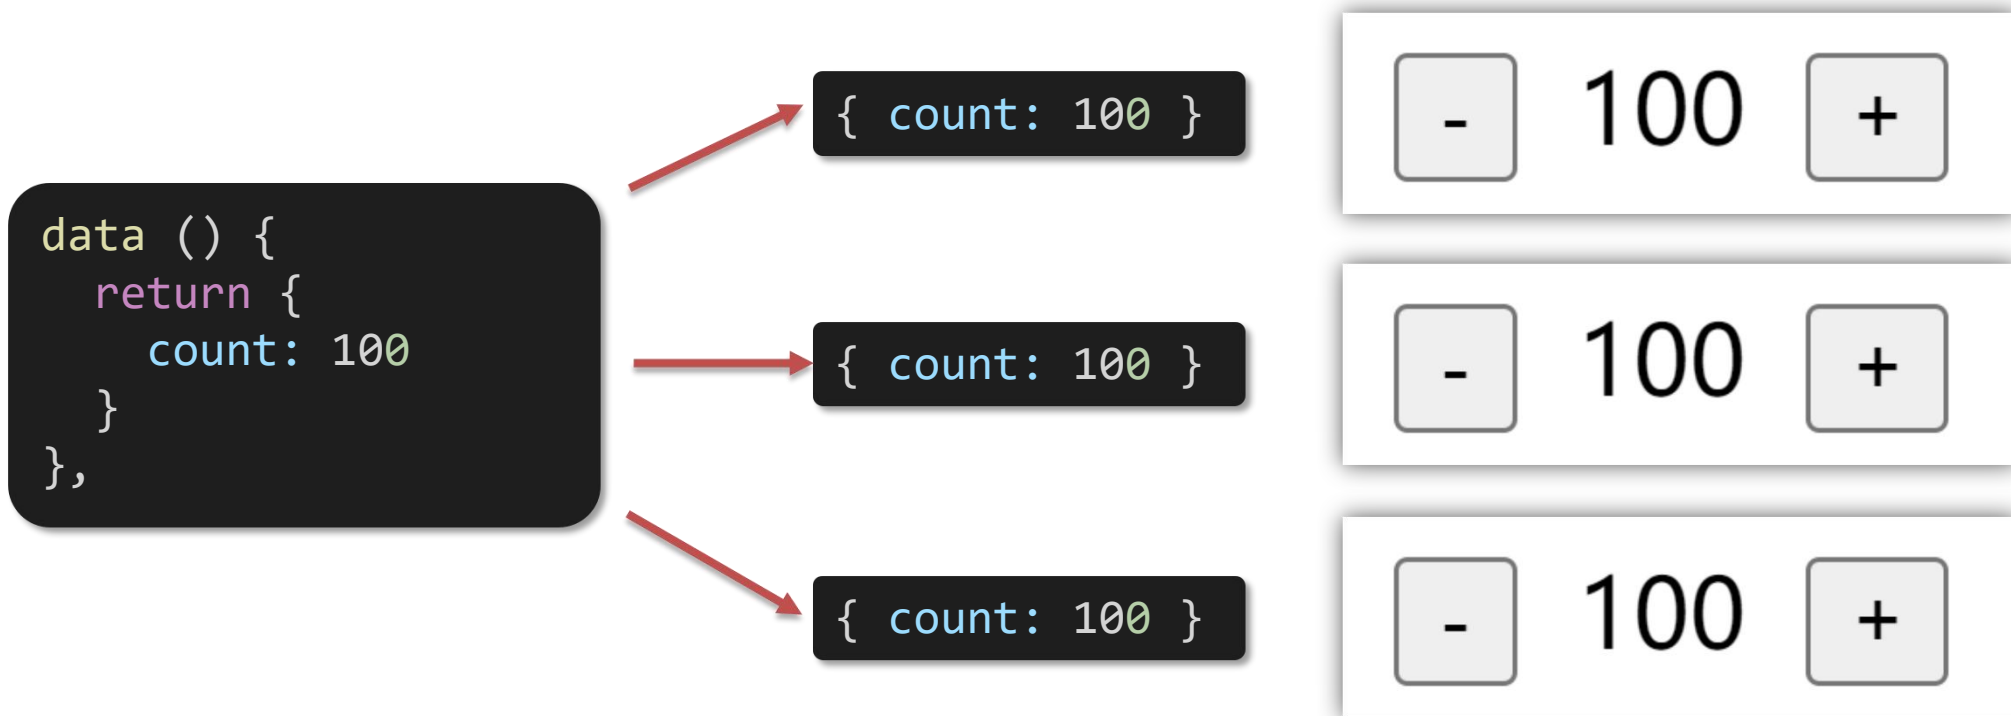 data () {
  return {
    count: 100
  }
},
{ count: 100 }
{ count: 100 }
{ count: 100 }
- 100 +
- 100 +
- 100 +